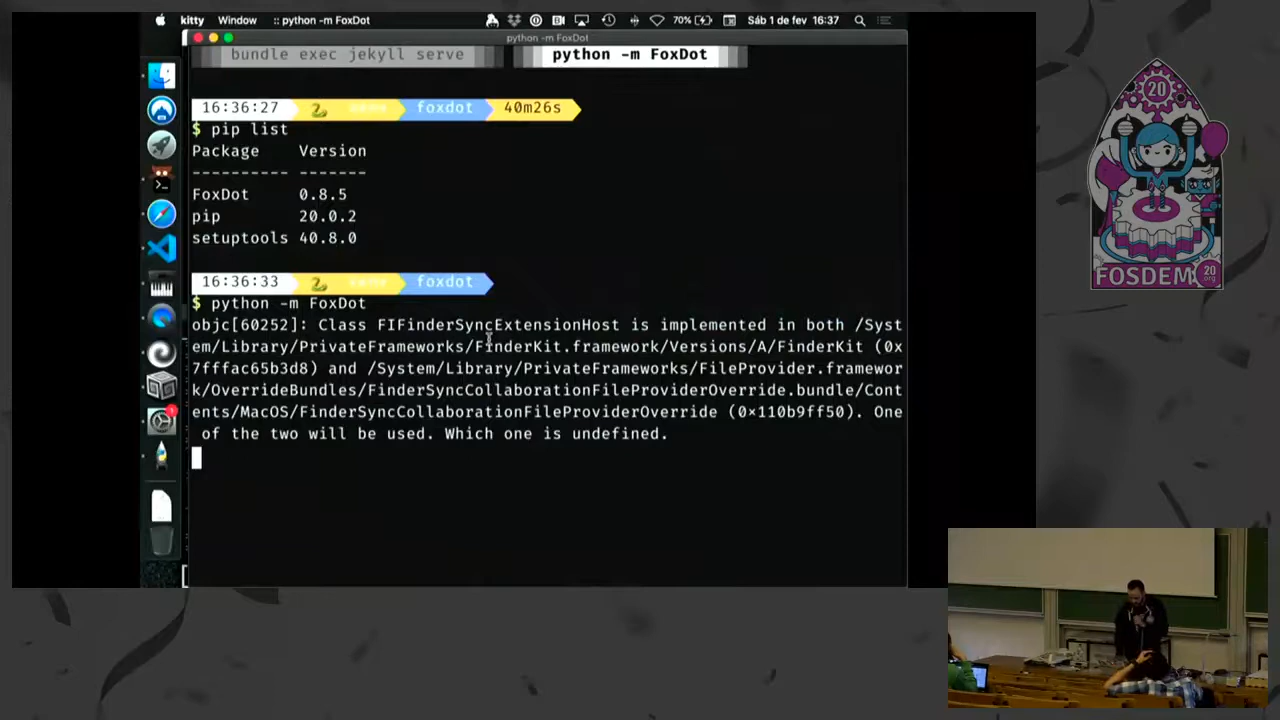 kitty Window :: python -m FoxDot 70% Sáb 1 de fev 16:37
python -m FoxDot
bundle exec jekyll serve python -m FoxDot
16:36:27 foxdot 40m26s
$ pip list
Package Version
---------- -------
FoxDot 0.8.5
pip 20.0.2
setuptools 40.8.0
16:36:33 foxdot
$ python -m FoxDot
objc[60252]: Class FIFinderSyncExtensionHost is implemented in both /Syst
em/Library/PrivateFrameworks/FinderKit.framework/Versions/A/FinderKit (0x
7fffac65b3d8) and /System/Library/PrivateFrameworks/FileProvider.framewor
k/OverrideBundles/FinderSyncCollaborationFileProviderOverride.bundle/Cont
ents/MacOS/FinderSyncCollaborationFileProviderOverride (0x110b9ff50). One
of the two will be used. Which one is undefined.
20
FOSDEM 20
.org